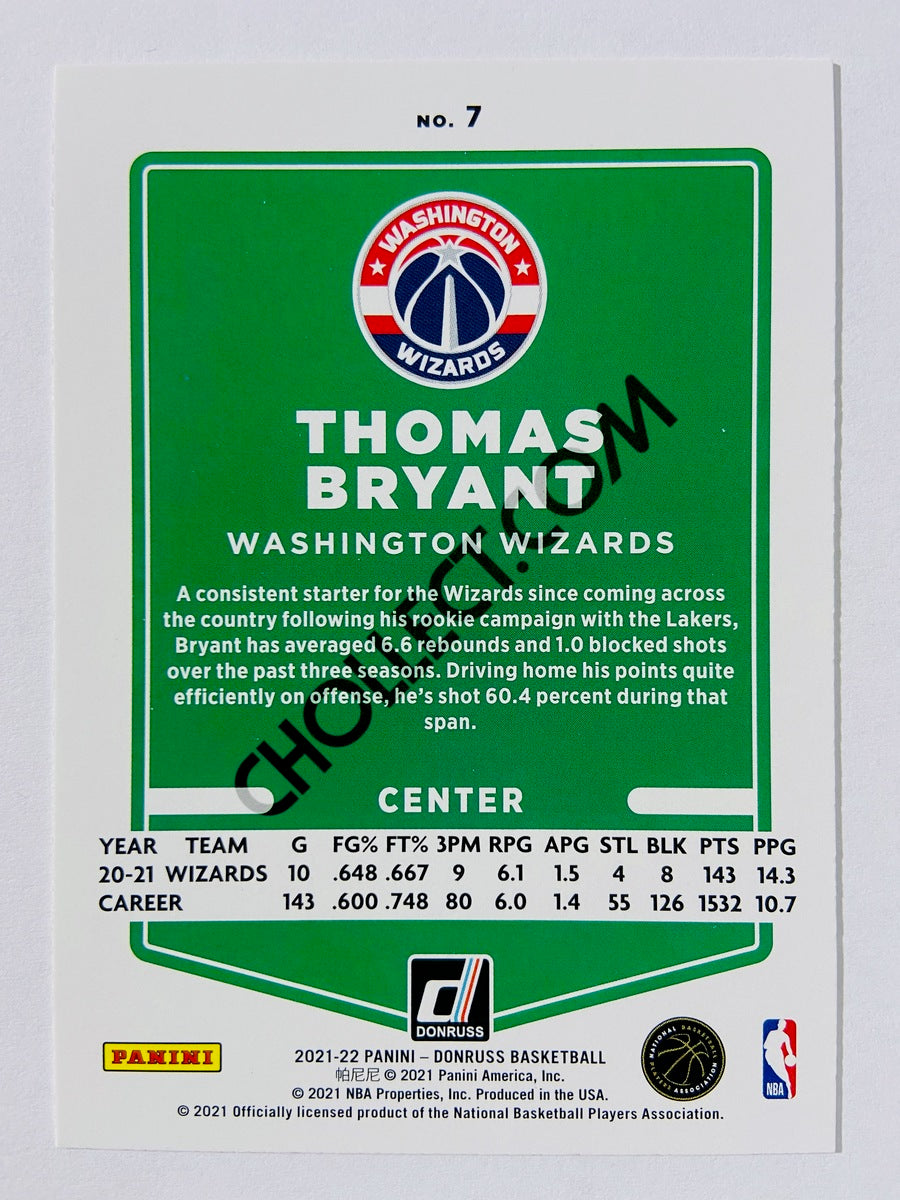 NO. 7
WASHINGTON
WIZARDS
THOMAS
BRYANT
WASHINGTON WIZARDS
A consistent starter for the Wizards since coming across
the country following his rookie campaign with the Lakers,
Bryant has averaged 6.6 rebounds and 1.0 blocked shots
over the past three seasons. Driving home his points quite
efficiently on offense, he's shot 60.4 percent during that
span.
CHOLLECT.COM
CENTER
YEAR TEAM G FG% FT% 3PM RPG APG STL BLK PTS PPG
20-21 WIZARDS 10 .648 .667 9 6.1 1.5 4 8 143 14.3
CAREER 143 .600 .748 80 6.0 1.4 55 126 1532 10.7
d
DONRUSS
PANINI
2021-22 PANINI – DONRUSS BASKETBALL
帕尼尼 © 2021 Panini America, Inc.
© 2021 NBA Properties, Inc. Produced in the USA.
© 2021 Officially licensed product of the National Basketball Players Association.
NATIONAL BASKETBALL
PLAYERS ASSOCIATION
NBA